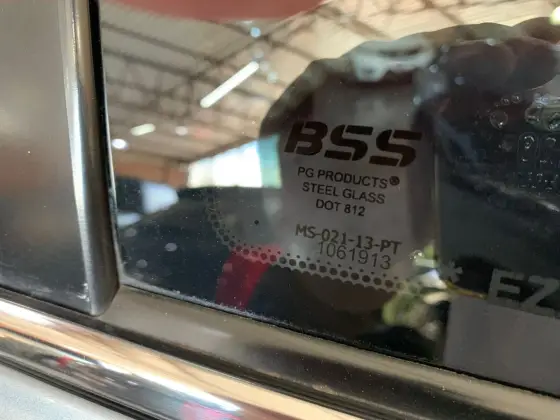 BSS
PG PRODUCTS®
STEEL GLASS
DOT 812
MS-021-13-PT
1061913
* EZ